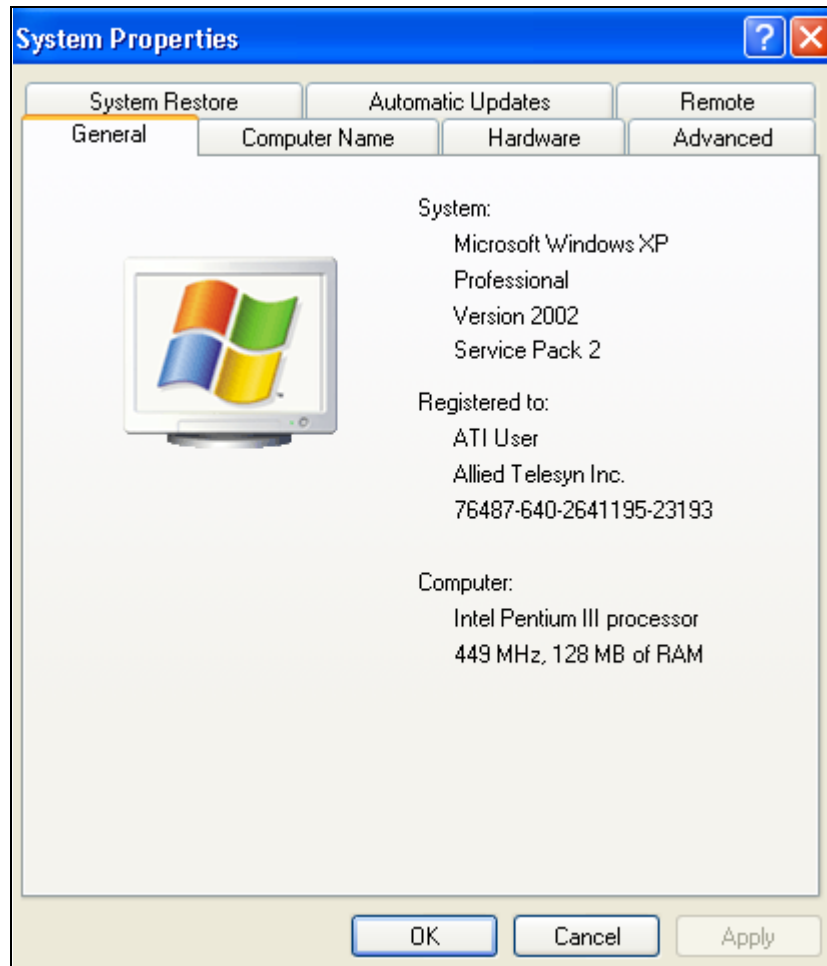 System Properties
System Restore Automatic Updates Remote
General Computer Name Hardware Advanced
System:
Microsoft Windows XP
Professional
Version 2002
Service Pack 2
Registered to:
ATI User
Allied Telesyn Inc.
76487-640-2641195-23193
Computer:
Intel Pentium III processor
449 MHz, 128 MB of RAM
OK Cancel Apply